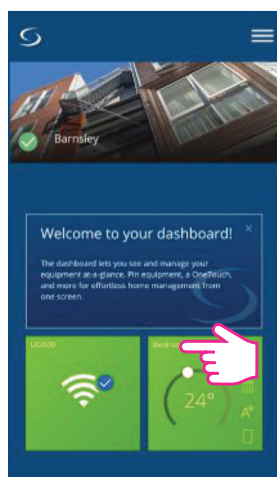 Barnsley
Welcome to your dashboard!
The dashboard lets you see and manage your
equipment at-a-glance. Pin equipment, a OneTouch,
and more for effortless home management from
one screen.
UG600
24°
A+